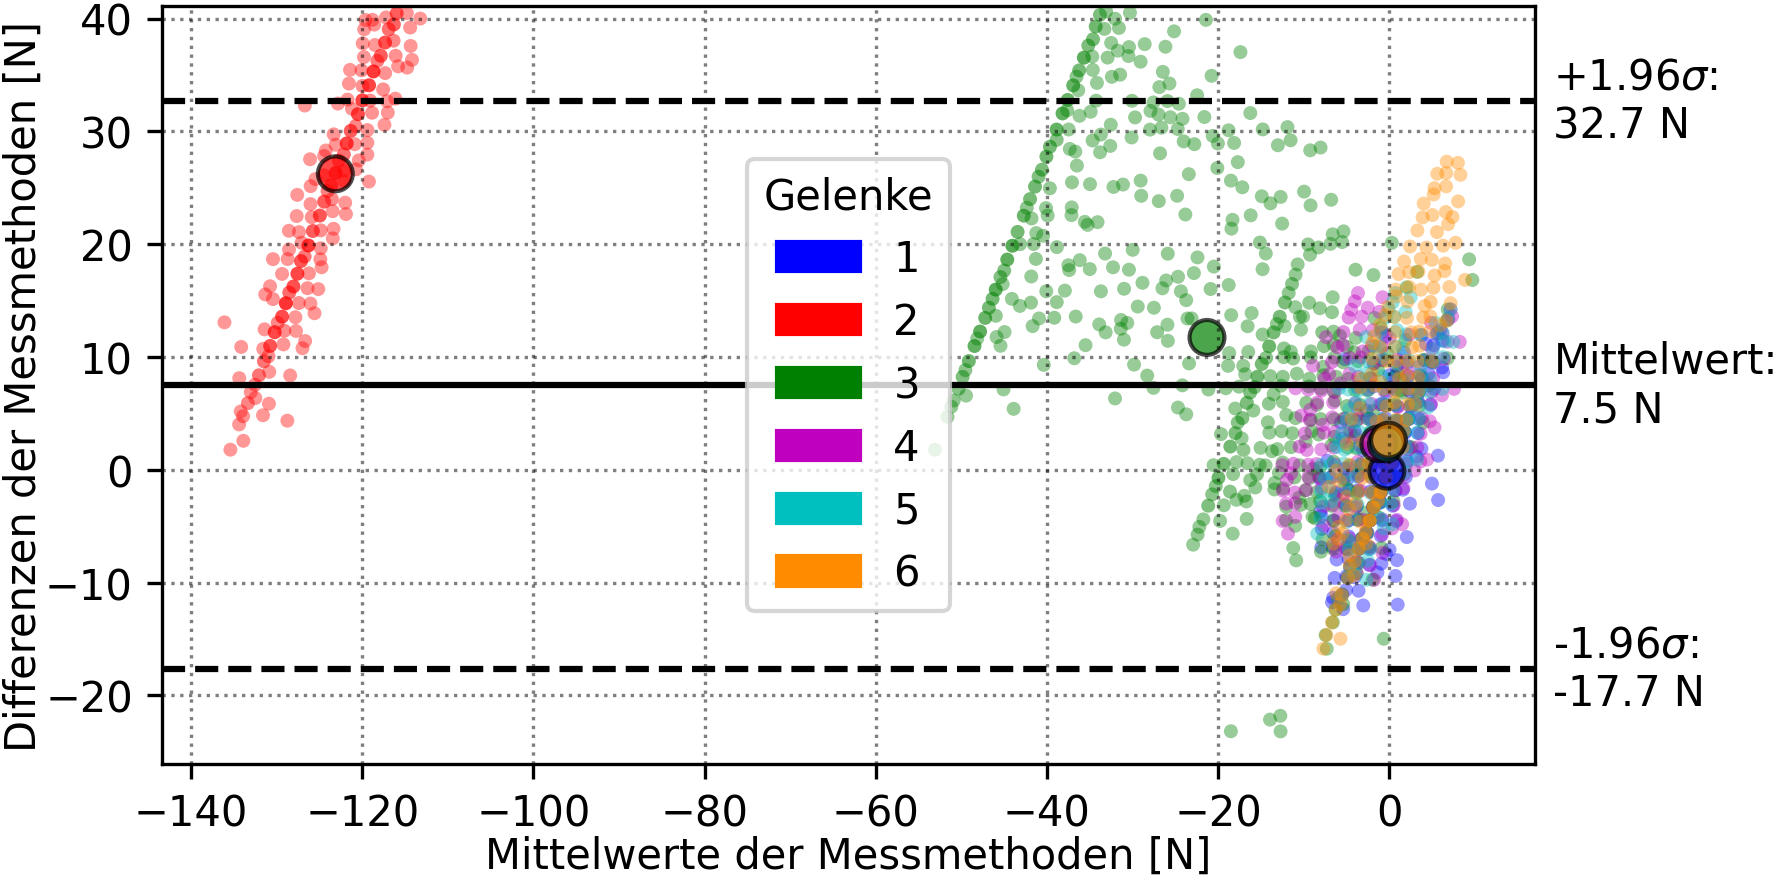 40
30
20
10
0
−10
−20
Differenzen der Messmethoden [N]
+1.96σ:
32.7 N
Mittelwert:
7.5 N
-1.96σ:
-17.7 N
Gelenke
1
2
3
4
5
6
−140 −120 −100 −80 −60 −40 −20 0
Mittelwerte der Messmethoden [N]